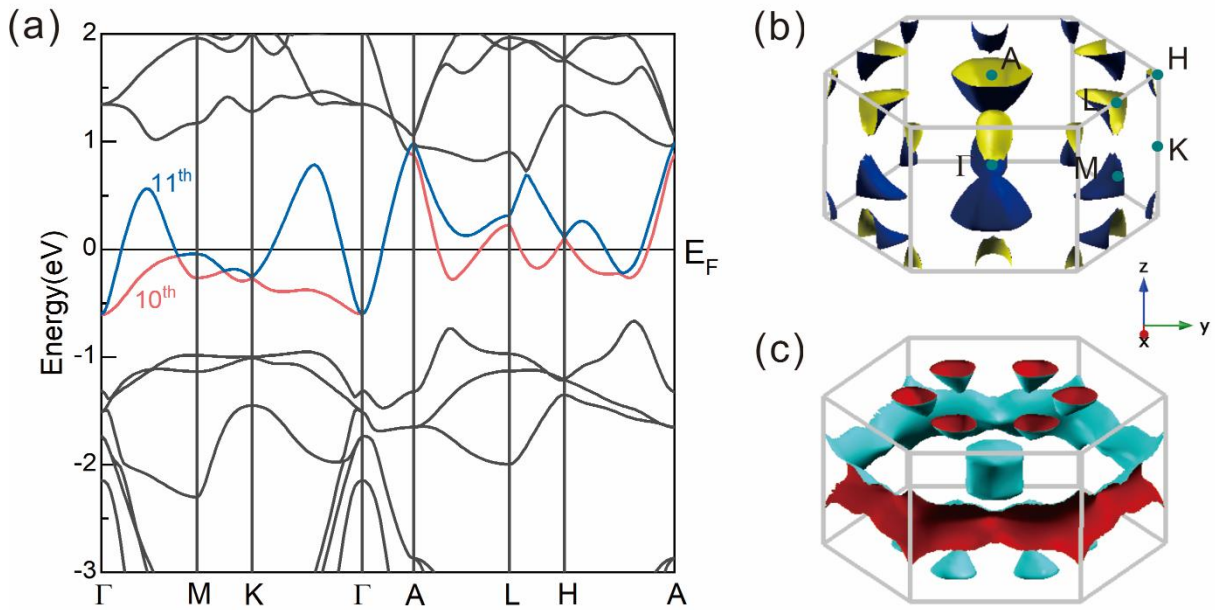 (a)
2
1
0
-1
-2
-3
Energy(eV)
11th
10th
E_F
Γ M K Γ A L H A
(b)
A
H
L
K
Γ
M
z
x y
(c)